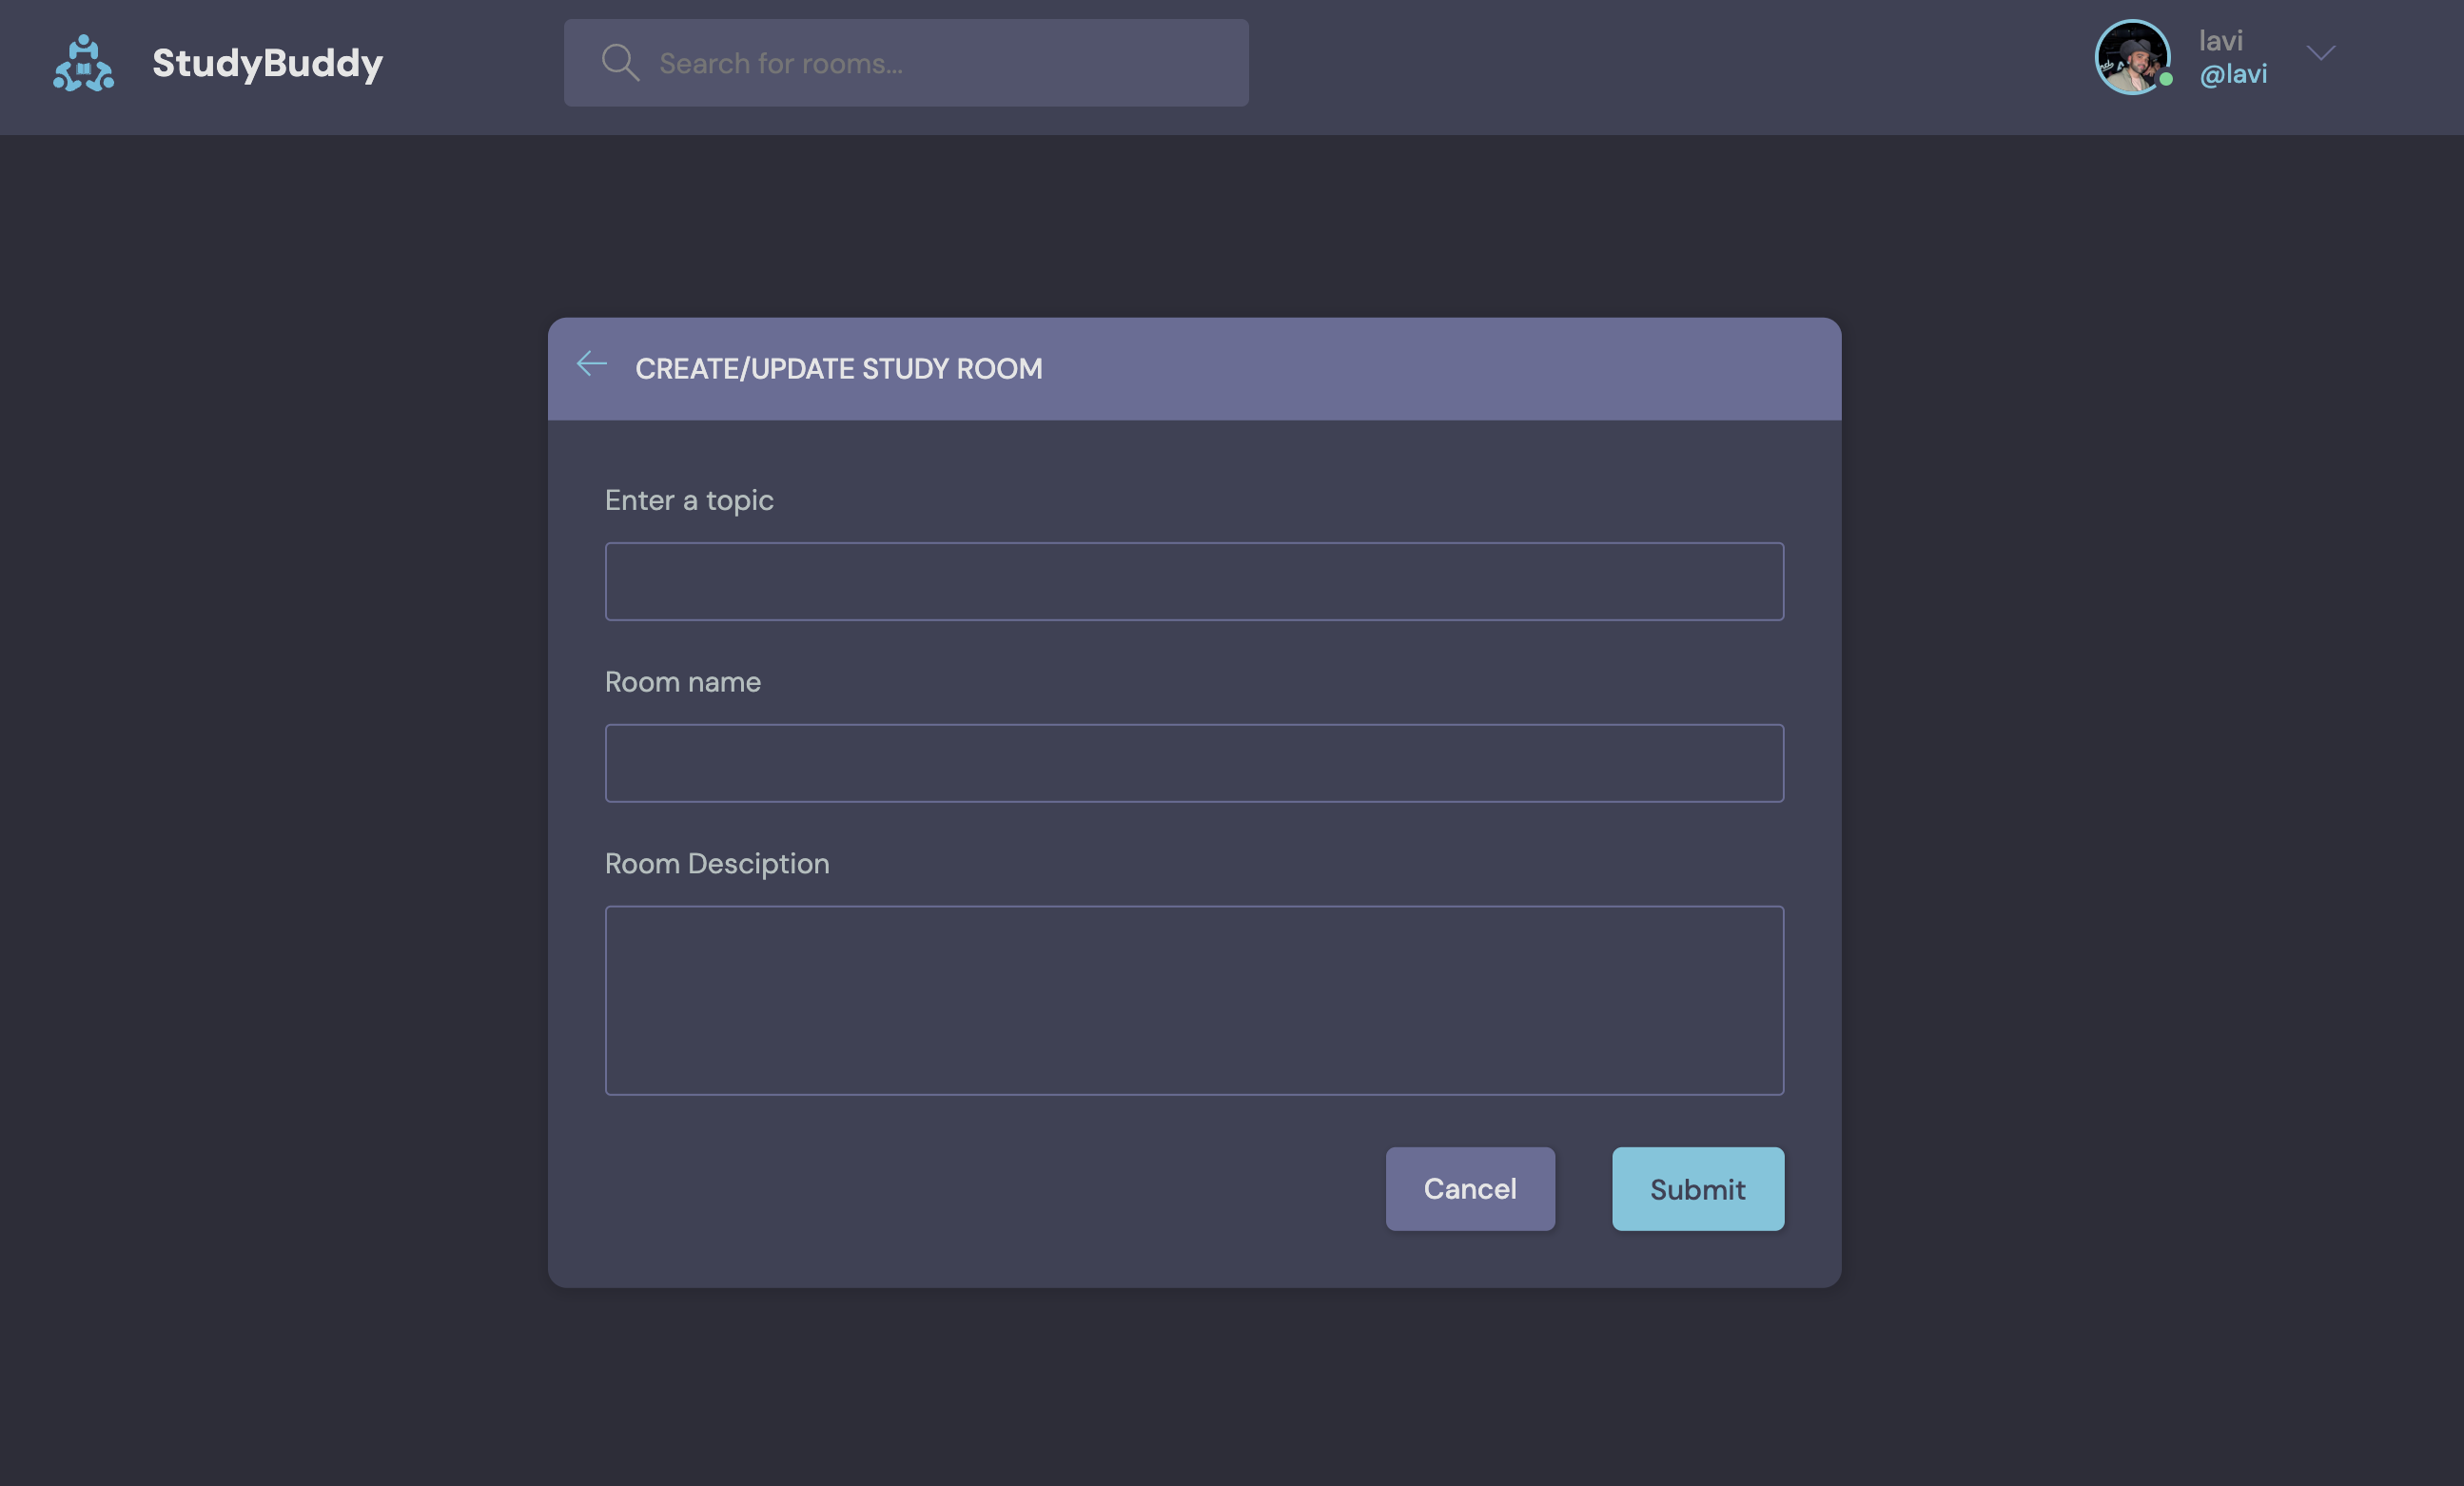 StudyBuddy
Search for rooms...
lavi
@lavi
CREATE/UPDATE STUDY ROOM
Enter a topic
Room name
Room Desciption
Cancel
Submit